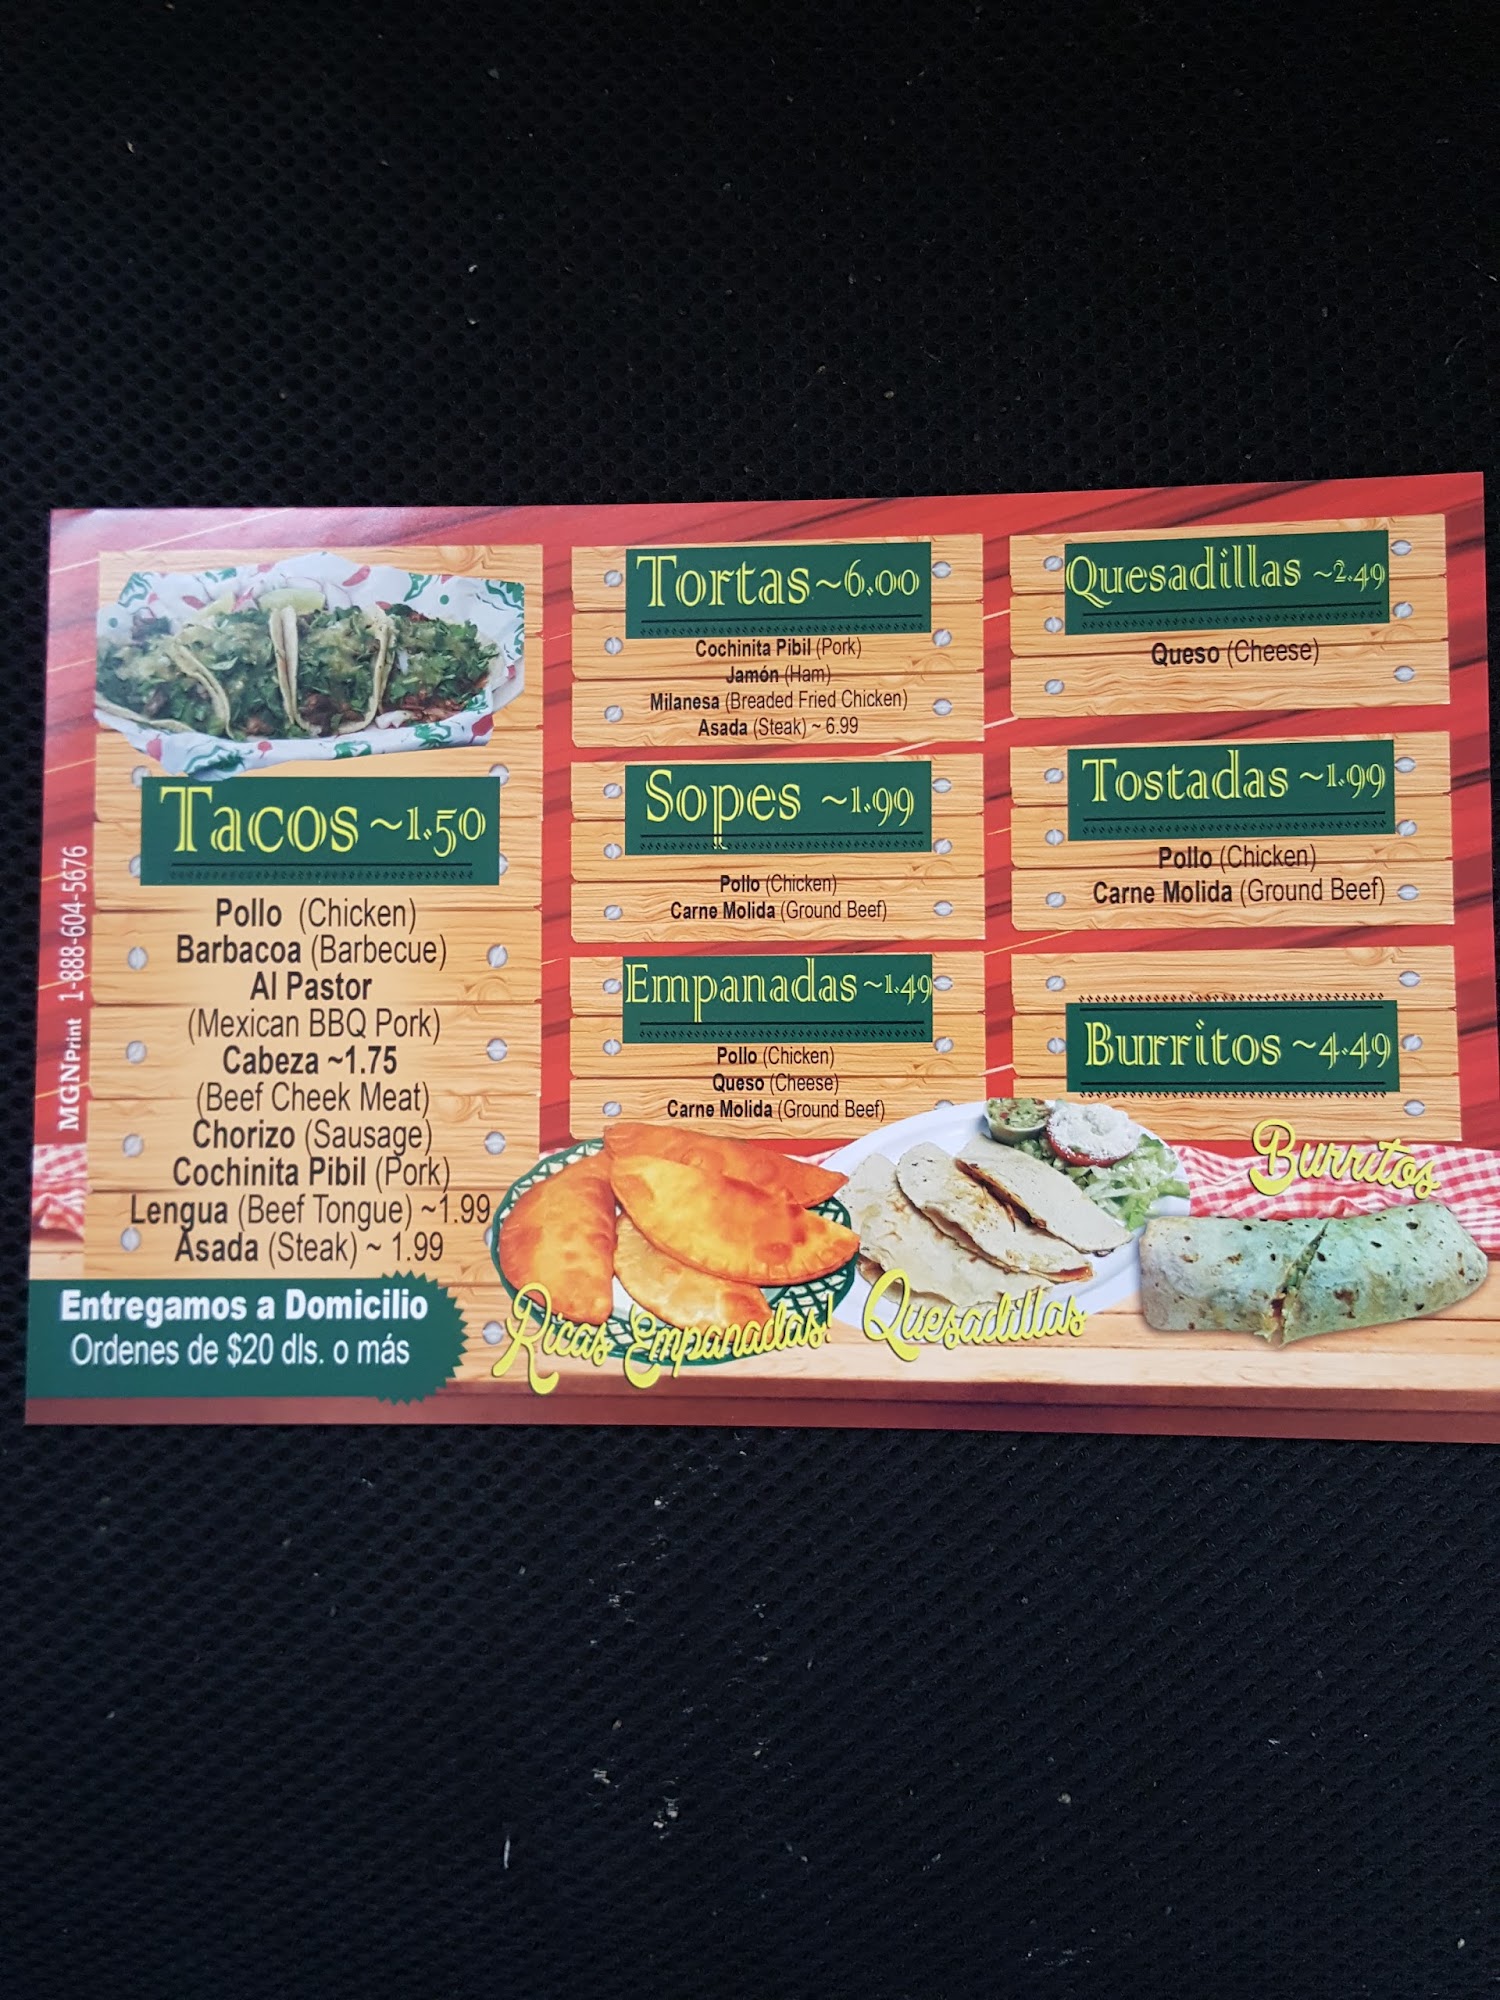 Tacos ~1.50
Pollo (Chicken)
Barbacoa (Barbecue)
Al Pastor
(Mexican BBQ Pork)
Cabeza ~1.75
(Beef Cheek Meat)
Chorizo (Sausage)
Cochinita Pibil (Pork)
Lengua (Beef Tongue) ~1.99
Asada (Steak) ~ 1.99
Entregamos a Domicilio
Ordenes de $20 dls. o más
MGNPrint 1-888-604-5676
Tortas ~6.00
Cochinita Pibil (Pork)
Jamón (Ham)
Milanesa (Breaded Fried Chicken)
Asada (Steak) ~ 6.99
Sopes ~1.99
Pollo (Chicken)
Carne Molida (Ground Beef)
Empanadas ~1.49
Pollo (Chicken)
Queso (Cheese)
Carne Molida (Ground Beef)
Quesadillas ~2.49
Queso (Cheese)
Tostadas ~1.99
Pollo (Chicken)
Carne Molida (Ground Beef)
Burritos ~4.49
Ricas Empanadas!
Quesadillas
Burritos